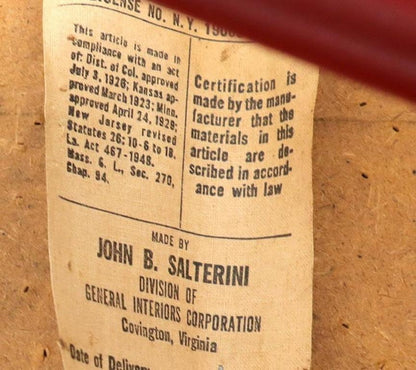 LICENSE NO. N.Y.
This article is made in
compliance with an act
of: Dist. of Col. approved
July 3, 1926; Kansas ap-
proved March 1923; Minn.
approved April 24, 1929;
New Jersey revised
Statutes 26: 10-6 to 18.
La. Act 467-1948.
Mass. G. L., Sec. 270,
Chap. 94.
Certification is
made by the manu-
facturer that the
materials in this
article are de-
scribed in accord-
ance with law
MADE BY
JOHN B. SALTERINI
DIVISION OF
GENERAL INTERIORS CORPORATION
Covington, Virginia
Date of Delivery